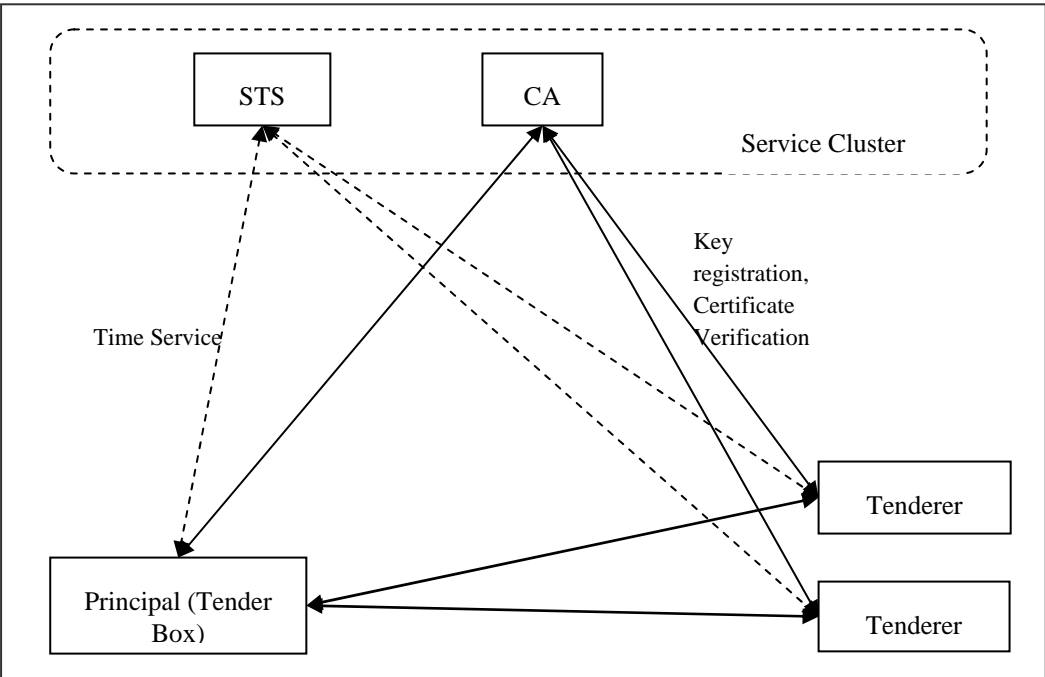 STS
CA
Service Cluster
Key
registration,
Certificate
Verification
Time Service
Tenderer
Principal (Tender
Box)
Tenderer